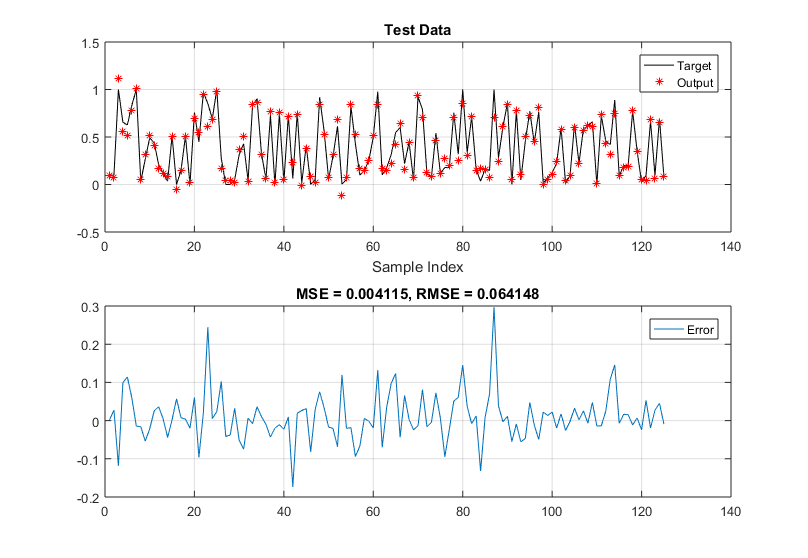 Test Data
1.5
1
0.5
0
-0.5
Target
Output
0 20 40 60 80 100 120 140
Sample Index
MSE = 0.004115, RMSE = 0.064148
0.3
0.2
0.1
0
-0.1
-0.2
Error
0 20 40 60 80 100 120 140